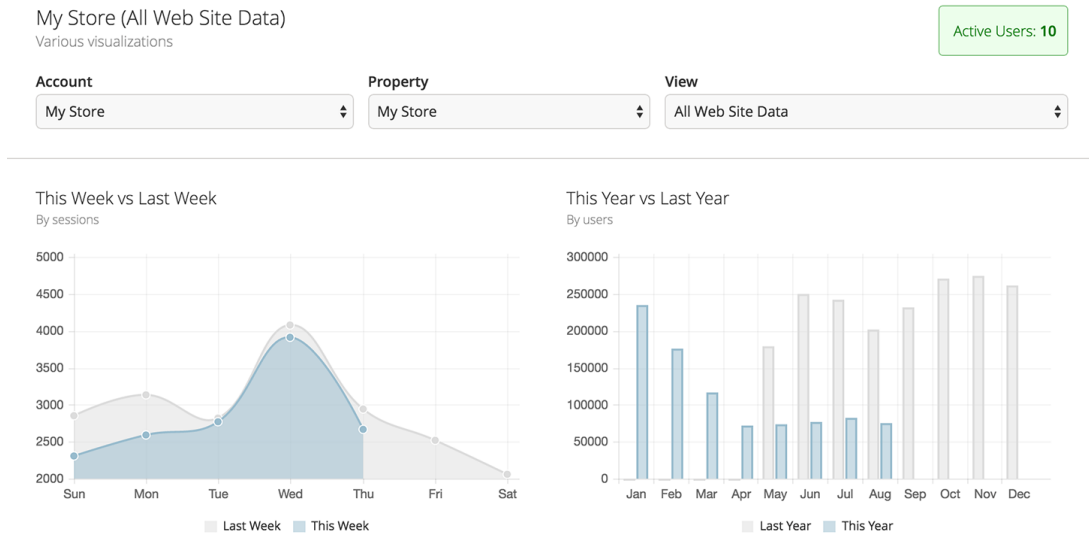 My Store (All Web Site Data)
Various visualizations
Active Users: 10
Account
Property
View
My Store
My Store
All Web Site Data
This Week vs Last Week
By sessions
5000
4500
4000
3500
3000
2500
2000
Sun Mon Tue Wed Thu Fri Sat
Last Week This Week
This Year vs Last Year
By users
300000
250000
200000
150000
100000
50000
0
Jan Feb Mar Apr May Jun Jul Aug Sep Oct Nov Dec
Last Year This Year